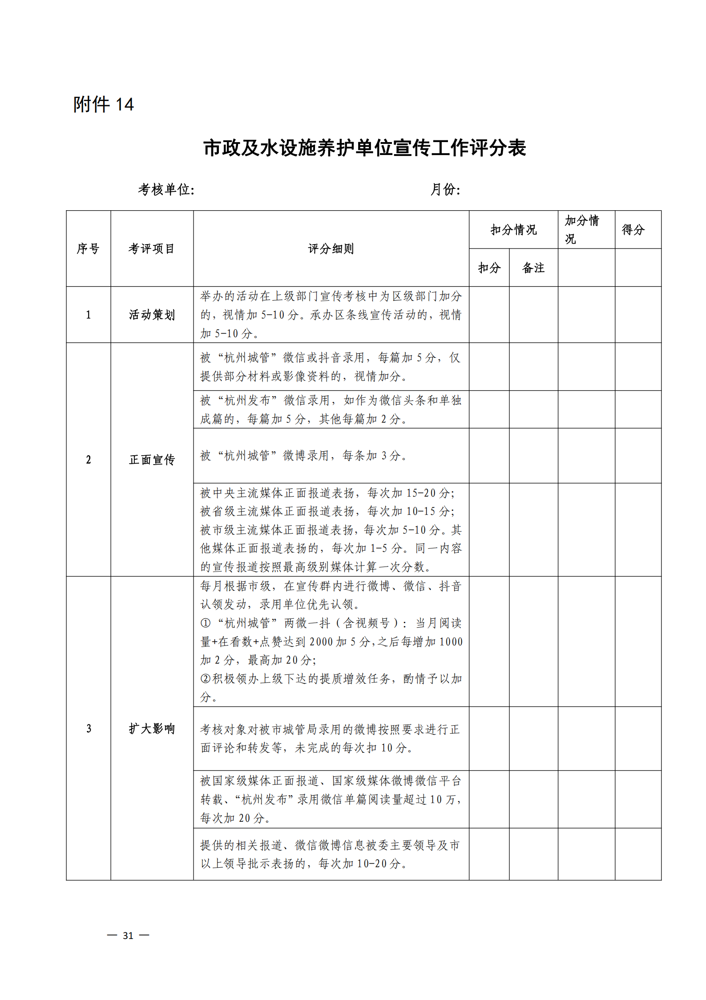 附件 14
市政及水设施养护单位宣传工作评分表
考核单位：	月份：
序号	考评项目	评分细则	扣分情况	加分情况	得分
扣分	备注
1	活动策划
举办的活动在上级部门宣传考核中为区级部门加分
的，视情加 5-10 分。承办区条线宣传活动的，视情
加 5-10 分。
2	正面宣传
被“杭州城管”微信或抖音录用，每篇加 5 分，仅
提供部分材料或影像资料的，视情加分。
被“杭州发布”微信录用，如作为微信头条和单独
成篇的，每篇加 5 分，其他每篇加 2 分。
被“杭州城管”微博录用，每条加 3 分。
被中央主流媒体正面报道表扬，每次加 15-20 分；
被省级主流媒体正面报道表扬，每次加 10-15 分；
被市级主流媒体正面报道表扬，每次加 5-10 分。其
他媒体正面报道表扬的，每次加 1-5 分。同一内容
的宣传报道按照最高级别媒体计算一次分数。
3	扩大影响
每月根据市级，在宣传群内进行微博、微信、抖音
认领发动，录用单位优先认领。
①“杭州城管”两微一抖（含视频号）：当月阅读
量+在看数+点赞达到 2000 加 5 分，之后每增加 1000
加 2 分，最高加 20 分；
②积极领办上级下达的提质增效任务，酌情予以加
分。
考核对象对被市城管局录用的微博按照要求进行正
面评论和转发等，未完成的每次扣 10 分。
被国家级媒体正面报道、国家级媒体微博微信平台
转载、“杭州发布”录用微信单篇阅读量超过 10 万，
每次加 20 分。
提供的相关报道、微信微博信息被委主要领导及市
以上领导批示表扬的，每次加 10-20 分。
— 31 —